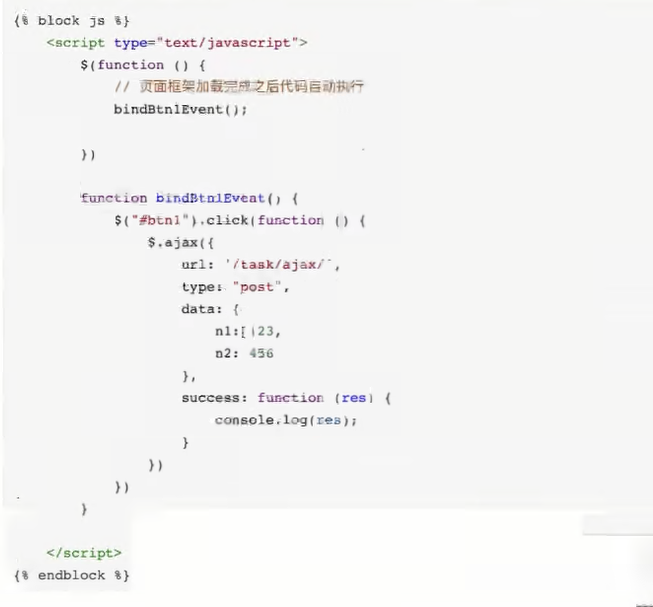 {% block js %}
    <script type="text/javascript">
        $(function () {
            // 页面框架加载完成之后代码自动执行
            bindBtn1Event();

        })

        function bindBtn1Event() {
            $("#btn1").click(function () {
                $.ajax({
                    url: '/task/ajax/',
                    type: "post",
                    data: {
                        n1:[123,
                        n2: 456
                    },
                    success: function (res) {
                        console.log(res);
                    }
                })
            })
        }

    </script>
{% endblock %}